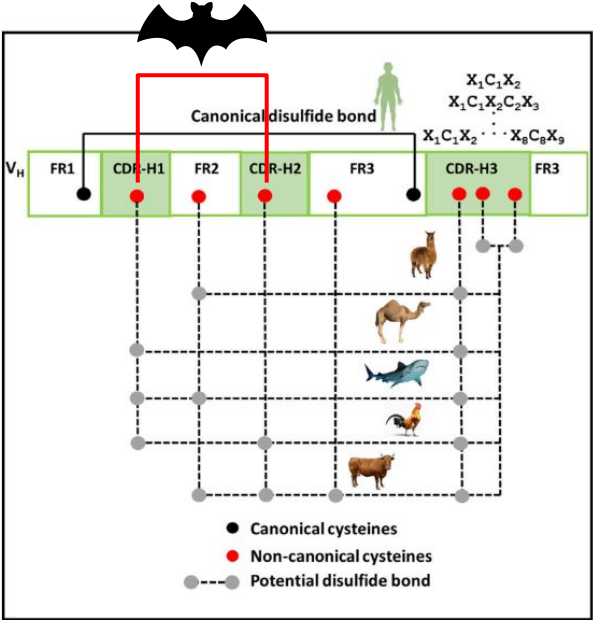 X1C1X2
X1C1X2C2X3
Canonical disulfide bond
X1C1X2 · · · X8C8X9
VH FR1 CDR-H1 FR2 CDR-H2 FR3 CDR-H3 FR3
Canonical cysteines
Non-canonical cysteines
Potential disulfide bond